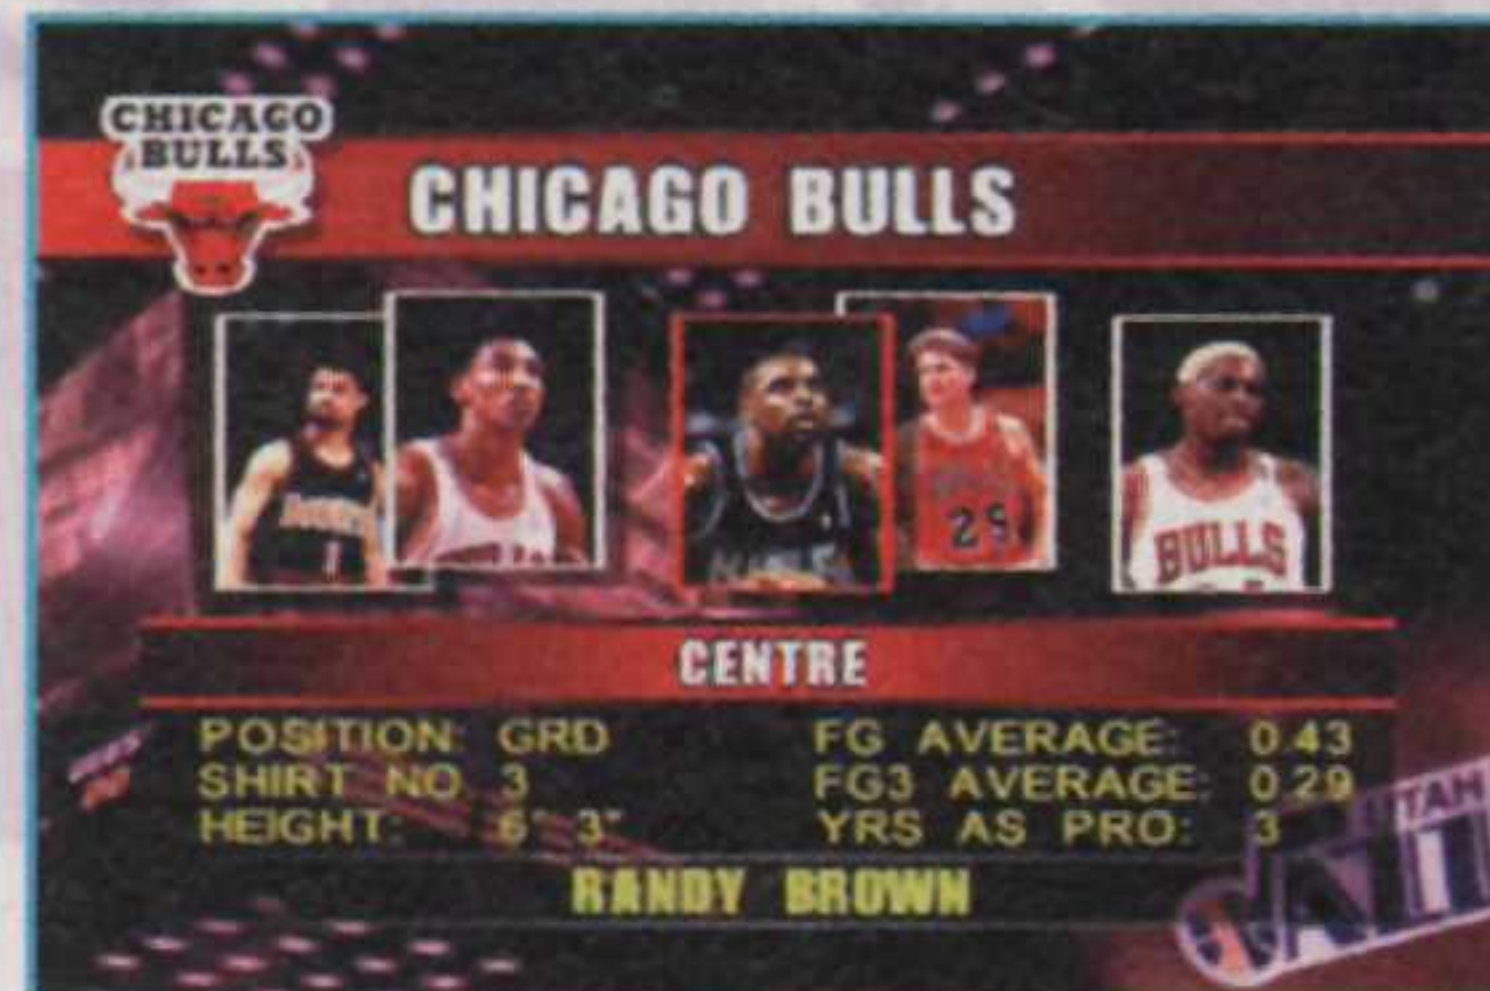 CHICAGO
BULLS
CHICAGO BULLS
BULLS
CENTRE
POSITION: GRD
SHIRT NO 3
HEIGHT: 6" 3"
FG AVERAGE: 0.43
FG3 AVERAGE: 0.29
YRS AS PRO: 3
RANDY BROWN
UTAH